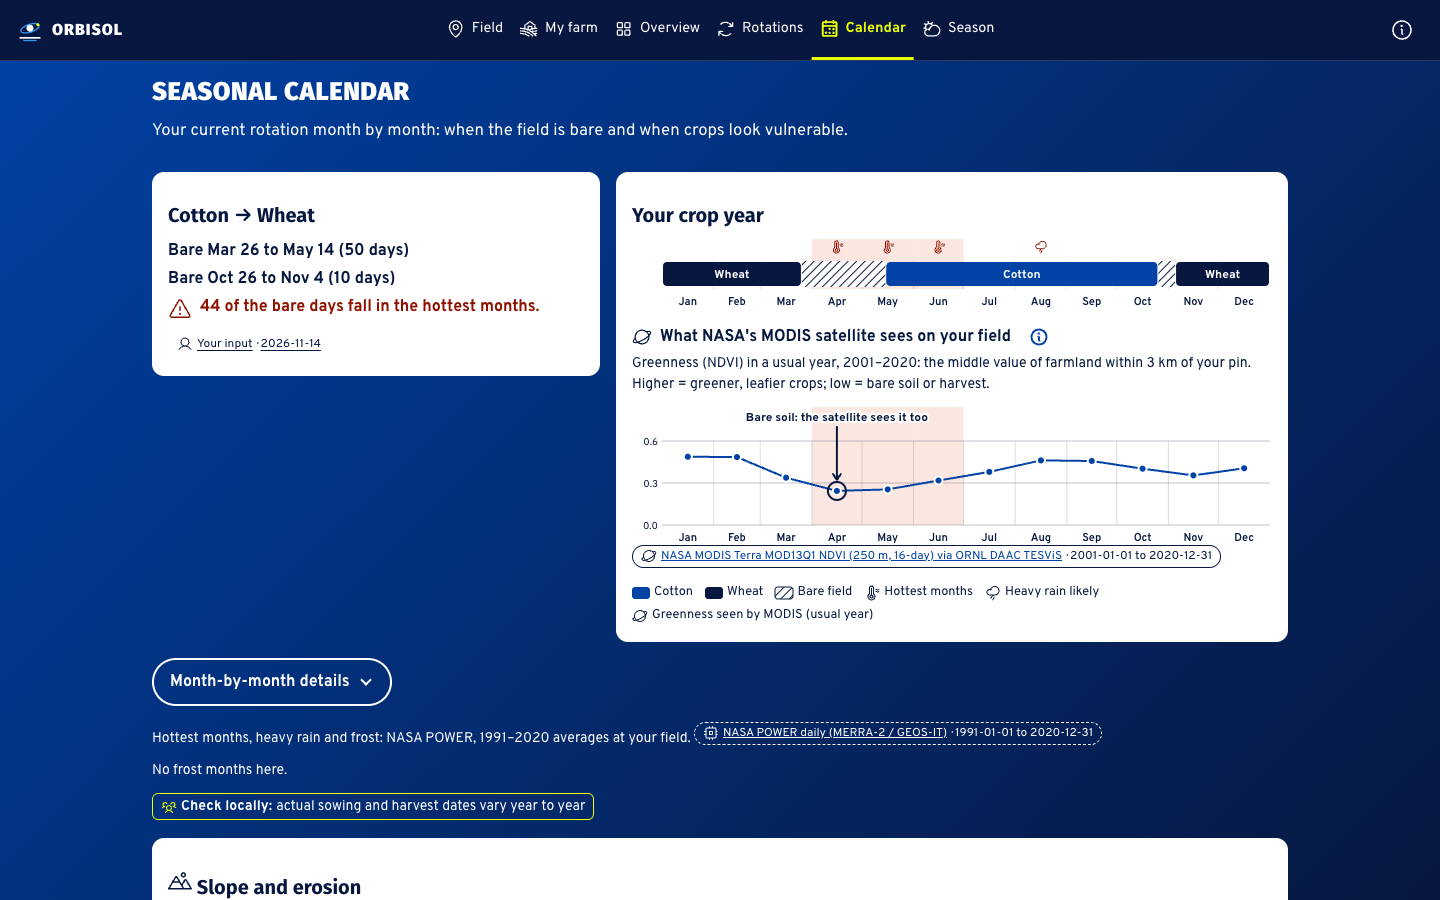 ORBISOL
Field
My farm
Overview
Rotations
Calendar
Season
SEASONAL CALENDAR
Your current rotation month by month: when the field is bare and when crops look vulnerable.
Cotton → Wheat
Bare Mar 26 to May 14 (50 days)
Bare Oct 26 to Nov 4 (10 days)
44 of the bare days fall in the hottest months.
Your input · 2026-11-14
Your crop year
Wheat Cotton Wheat
Jan Feb Mar Apr May Jun Jul Aug Sep Oct Nov Dec
What NASA's MODIS satellite sees on your field
Greenness (NDVI) in a usual year, 2001–2020: the middle value of farmland within 3 km of your pin.
Higher = greener, leafier crops; low = bare soil or harvest.
Bare soil: the satellite sees it too
0.6
0.3
0.0
Jan Feb Mar Apr May Jun Jul Aug Sep Oct Nov Dec
NASA MODIS Terra MOD13Q1 NDVI (250 m, 16-day) via ORNL DAAC TESViS · 2001-01-01 to 2020-12-31
Cotton Wheat Bare field Hottest months Heavy rain likely
Greenness seen by MODIS (usual year)
Month-by-month details
Hottest months, heavy rain and frost: NASA POWER, 1991–2020 averages at your field. NASA POWER daily (MERRA-2 / GEOS-IT) · 1991-01-01 to 2020-12-31
No frost months here.
Check locally: actual sowing and harvest dates vary year to year
Slope and erosion